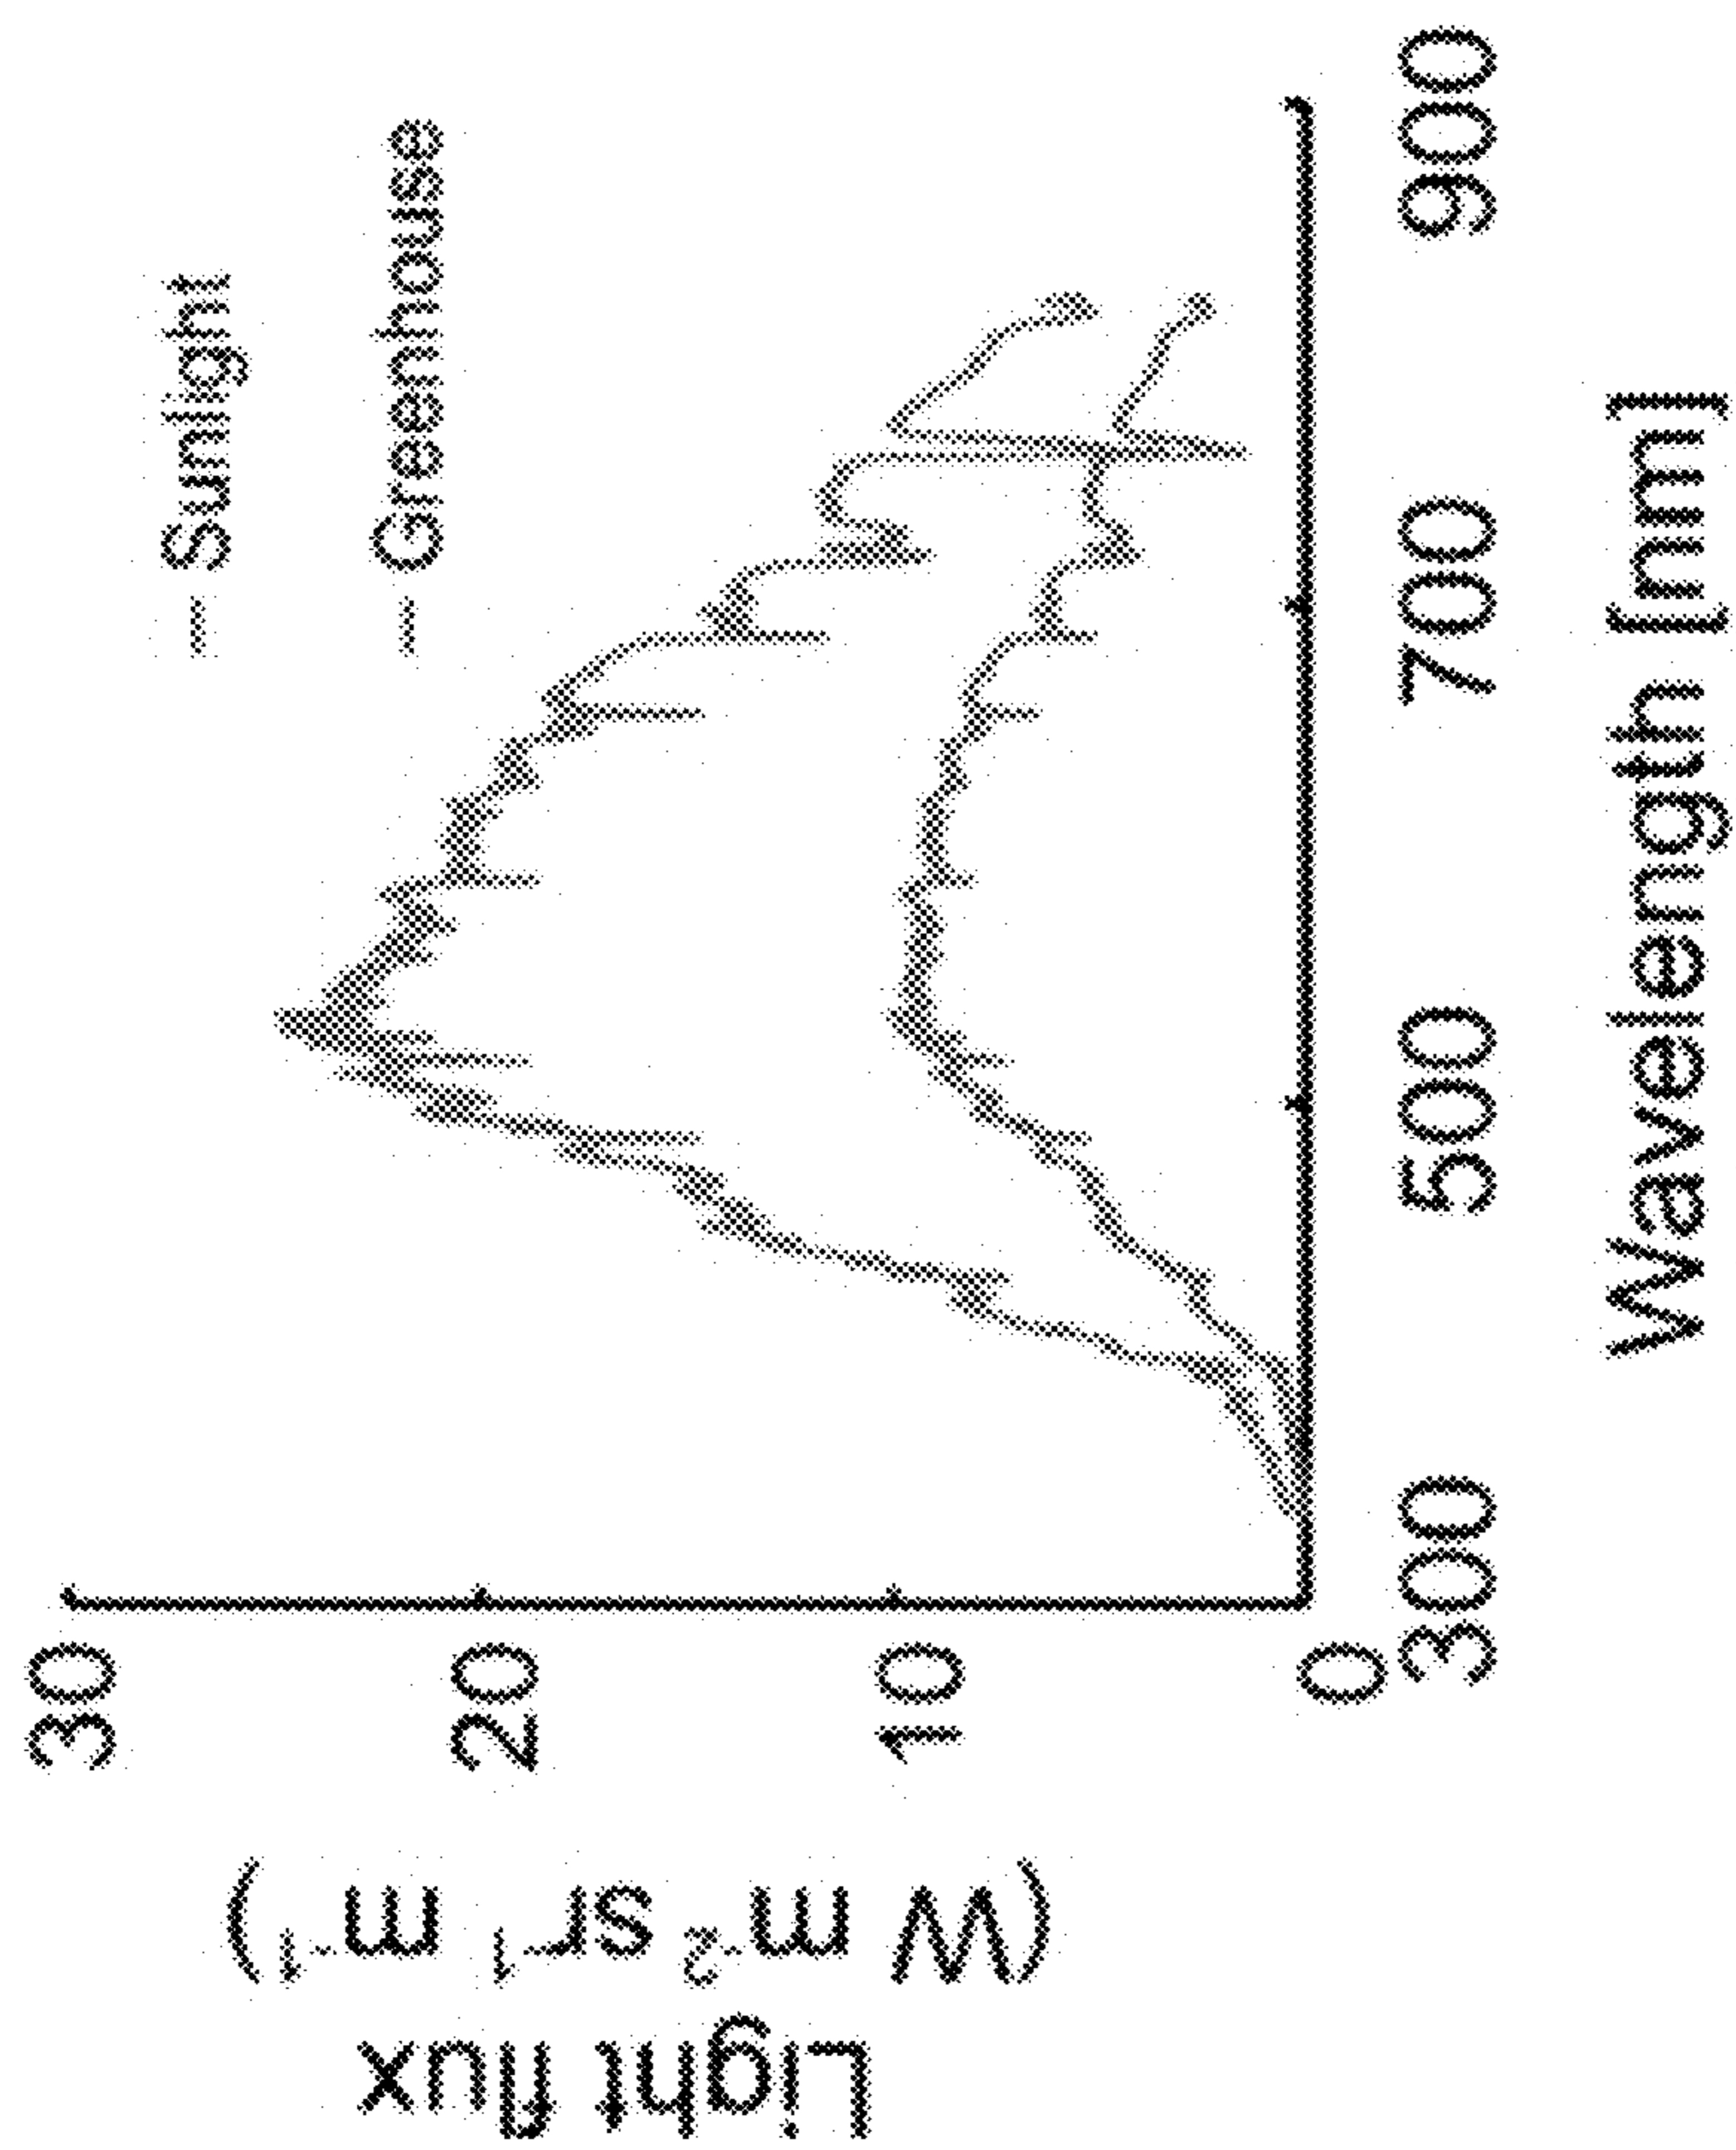 Light flux
(W m⁻² sr⁻¹ m⁻¹)
30
20
10
0
Sunlight
Greenhouse
300
500
700
900
Wavelength [nm]